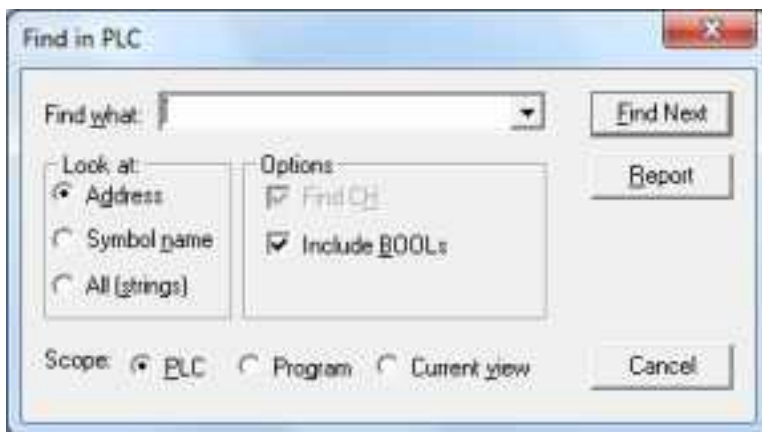 Find in PLC
Find what:
Find Next
Look at:
Options
Report
Address
Find CH
Symbol name
Include BOOLs
All (strings)
Scope: PLC Program Current view
Cancel